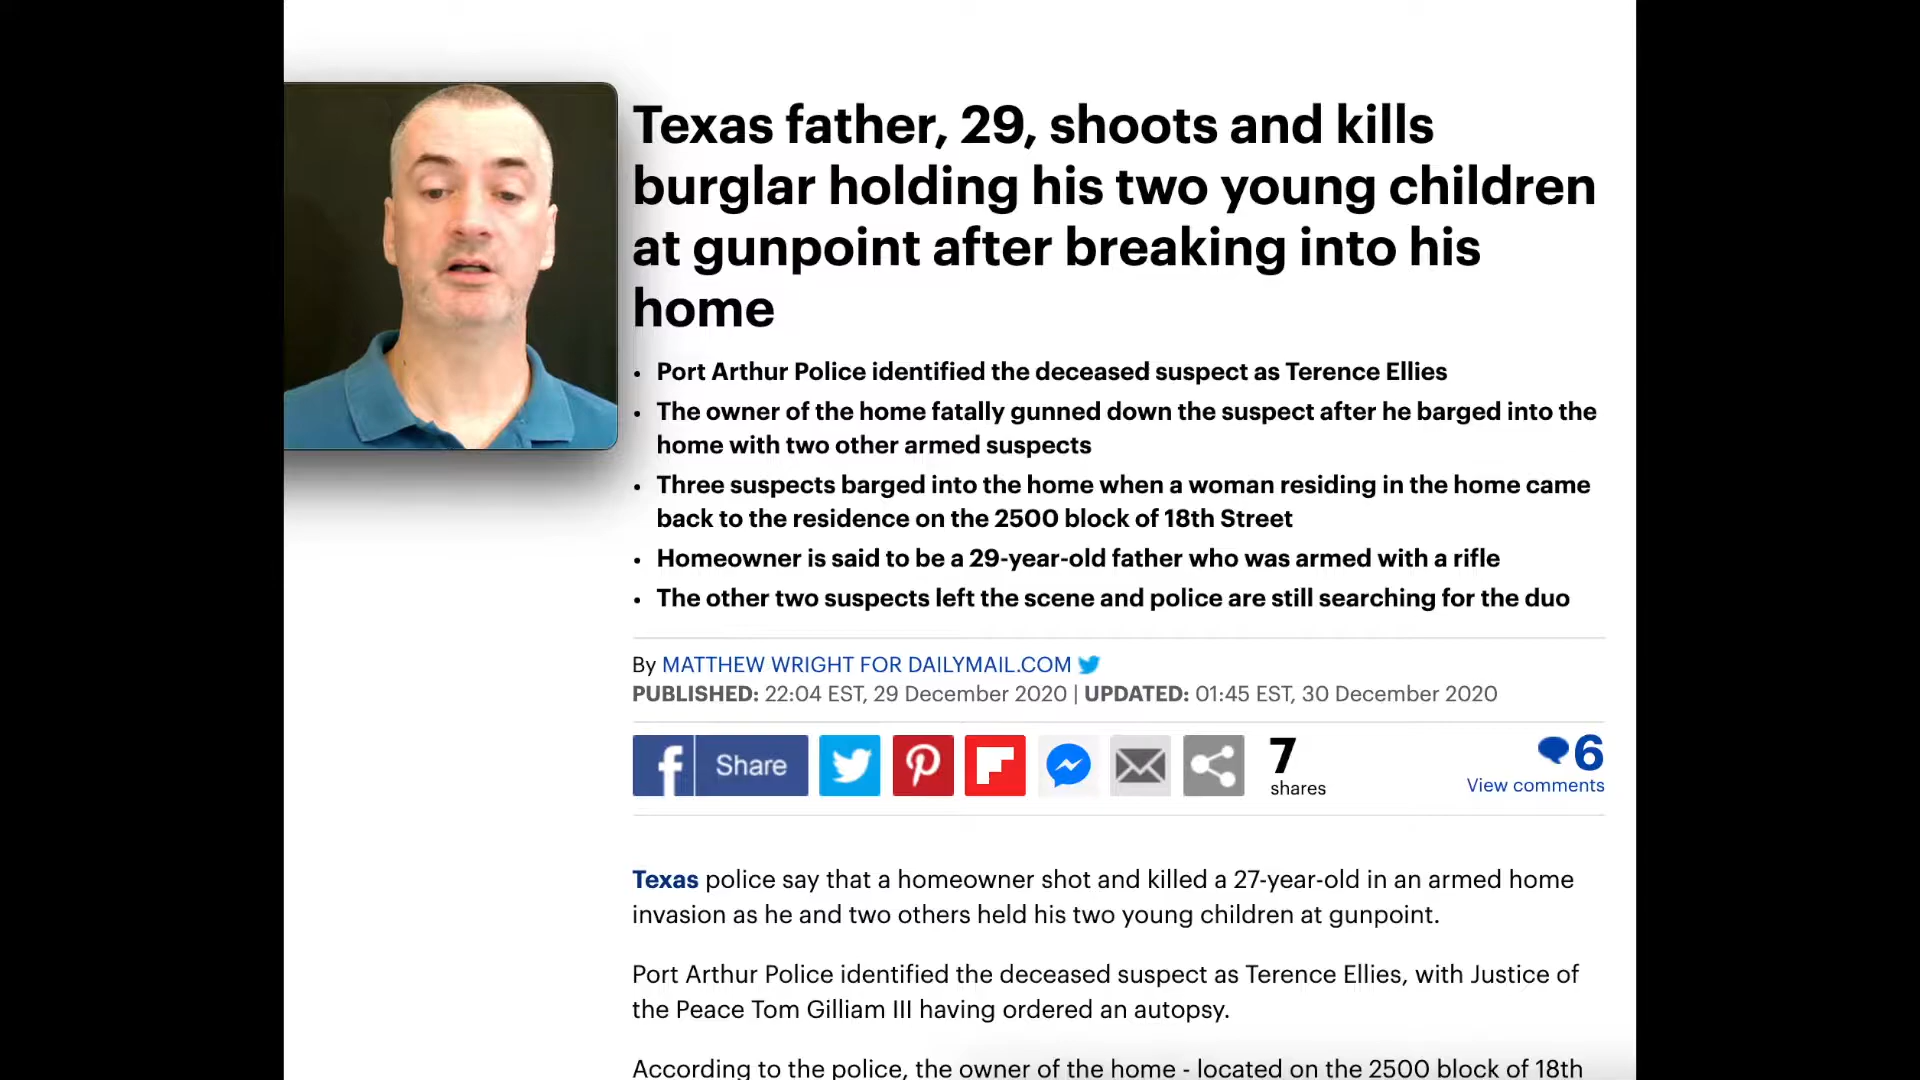 Texas father, 29, shoots and kills
burglar holding his two young children
at gunpoint after breaking into his
home
• Port Arthur Police identified the deceased suspect as Terence Ellies
• The owner of the home fatally gunned down the suspect after he barged into the
home with two other armed suspects
• Three suspects barged into the home when a woman residing in the home came
back to the residence on the 2500 block of 18th Street
• Homeowner is said to be a 29-year-old father who was armed with a rifle
• The other two suspects left the scene and police are still searching for the duo
By MATTHEW WRIGHT FOR DAILYMAIL.COM
PUBLISHED: 22:04 EST, 29 December 2020 | UPDATED: 01:45 EST, 30 December 2020
f Share
7
shares
6
View comments
Texas police say that a homeowner shot and killed a 27-year-old in an armed home
invasion as he and two others held his two young children at gunpoint.
Port Arthur Police identified the deceased suspect as Terence Ellies, with Justice of
the Peace Tom Gilliam III having ordered an autopsy.
According to the police, the owner of the home - located on the 2500 block of 18th